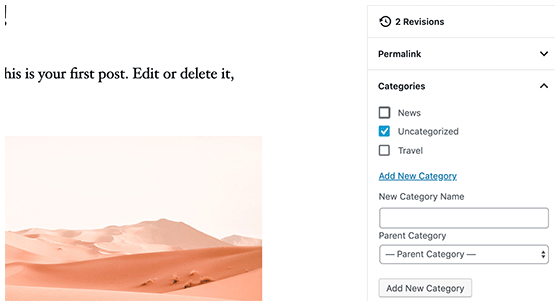 !
his is your first post. Edit or delete it,
2 Revisions
Permalink
Categories
News
Uncategorized
Travel
Add New Category
New Category Name
Parent Category
— Parent Category —
Add New Category